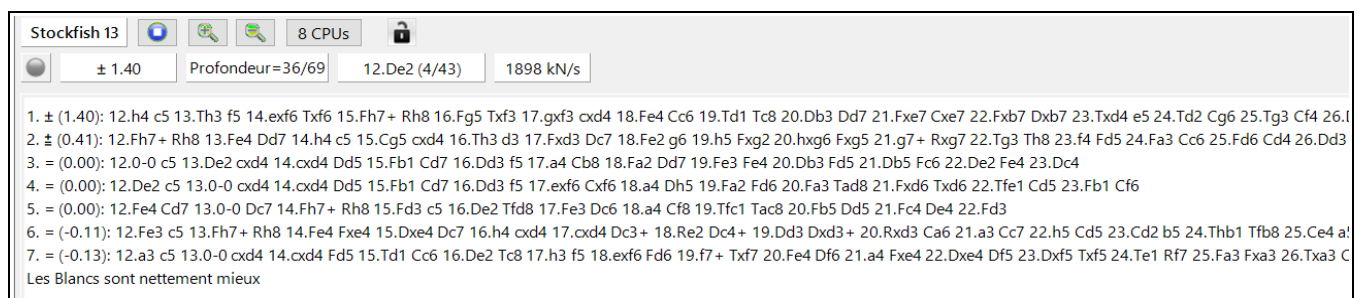 Stockfish 13 8 CPUs
± 1.40 Profondeur=36/69 12.De2 (4/43) 1898 kN/s
1. ± (1.40): 12.h4 c5 13.Th3 f5 14.exf6 Txf6 15.Fh7+ Rh8 16.Fg5 Txf3 17.gxf3 cxd4 18.Fe4 Cc6 19.Td1 Tc8 20.Db3 Dd7 21.Fxe7 Cxe7 22.Fxb7 Dxb7 23.Txd4 e5 24.Td2 Cg6 25.Tg3 Cf4 26.
2. ⩲ (0.41): 12.Fh7+ Rh8 13.Fe4 Dd7 14.h4 c5 15.Cg5 cxd4 16.Th3 d3 17.Fxd3 Dc7 18.Fe2 g6 19.h5 Fxg2 20.hxg6 Fxg5 21.g7+ Rxg7 22.Tg3 Th8 23.f4 Fd5 24.Fa3 Cc6 25.Fd6 Cd4 26.Dd3
3. = (0.00): 12.0-0 c5 13.De2 cxd4 14.cxd4 Dd5 15.Fb1 Cd7 16.Dd3 f5 17.a4 Cb8 18.Fa2 Dd7 19.Fe3 Fe4 20.Db3 Fd5 21.Db5 Fc6 22.De2 Fe4 23.Dc4
4. = (0.00): 12.De2 c5 13.0-0 cxd4 14.cxd4 Dd5 15.Fb1 Cd7 16.Dd3 f5 17.exf6 Cxf6 18.a4 Dh5 19.Fa2 Fd6 20.Fa3 Tad8 21.Fxd6 Txd6 22.Tfe1 Cd5 23.Fb1 Cf6
5. = (0.00): 12.Fe4 Cd7 13.0-0 Dc7 14.Fh7+ Rh8 15.Fd3 c5 16.De2 Tfd8 17.Fe3 Dc6 18.a4 Cf8 19.Tfc1 Tac8 20.Fb5 Dd5 21.Fc4 De4 22.Fd3
6. = (-0.11): 12.Fe3 c5 13.Fh7+ Rh8 14.Fe4 Fxe4 15.Dxe4 Dc7 16.h4 cxd4 17.cxd4 Dc3+ 18.Re2 Dc4+ 19.Dd3 Dxd3+ 20.Rxd3 Ca6 21.a3 Cc7 22.h5 Cd5 23.Cd2 b5 24.Thb1 Tfb8 25.Ce4 a5
7. = (-0.13): 12.a3 c5 13.0-0 cxd4 14.cxd4 Fd5 15.Td1 Cc6 16.De2 Tc8 17.h3 f5 18.exf6 Fd6 19.f7+ Txf7 20.Fe4 Df6 21.a4 Fxe4 22.Dxe4 Df5 23.Dxf5 Txf5 24.Te1 Rf7 25.Fa3 Fxa3 26.Txa3
Les Blancs sont nettement mieux